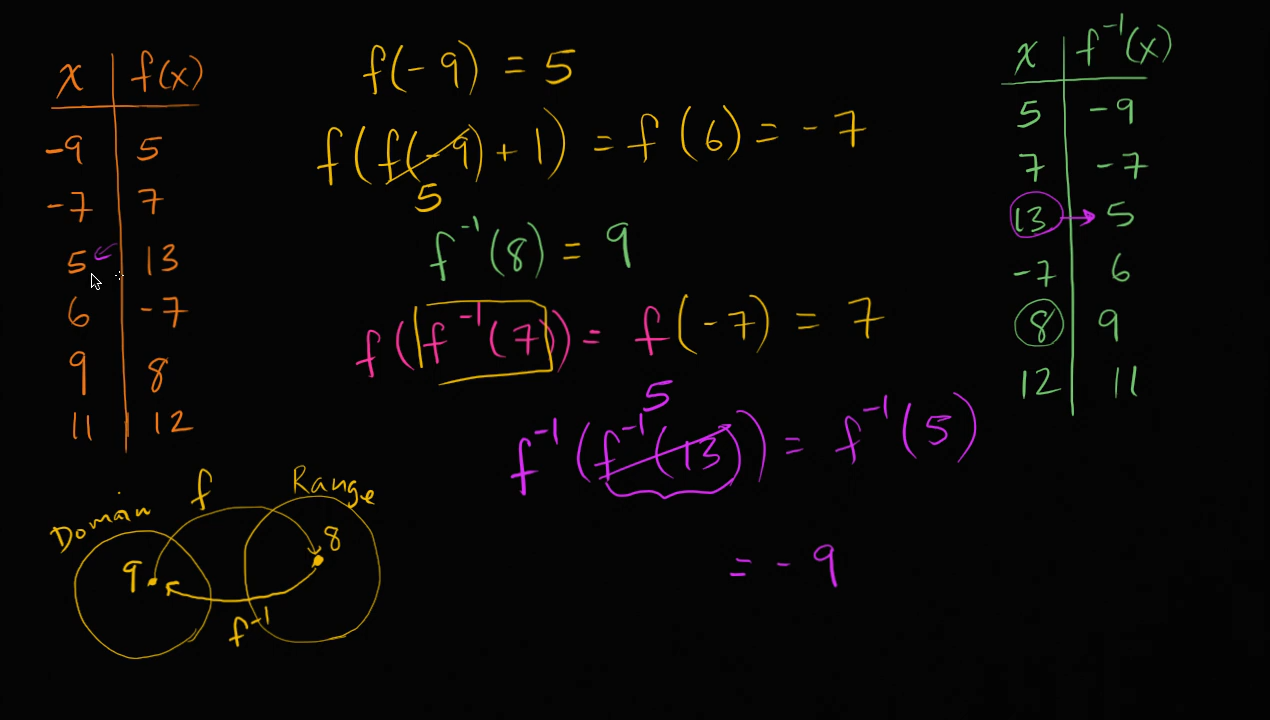 x f(x)
-9 5
-7 7
5 13
6 -7
9 8
11 12
f(-9) = 5
f(f(-9) + 1) = f(6) = -7
5
f⁻¹(8) = 9
f(f⁻¹(7)) = f(-7) = 7
5
f⁻¹(f⁻¹(13)) = f⁻¹(5)
= -9
x f⁻¹(x)
5 -9
7 -7
13 5
-7 6
8 9
12 11
Domain f Range
9 8
f⁻¹